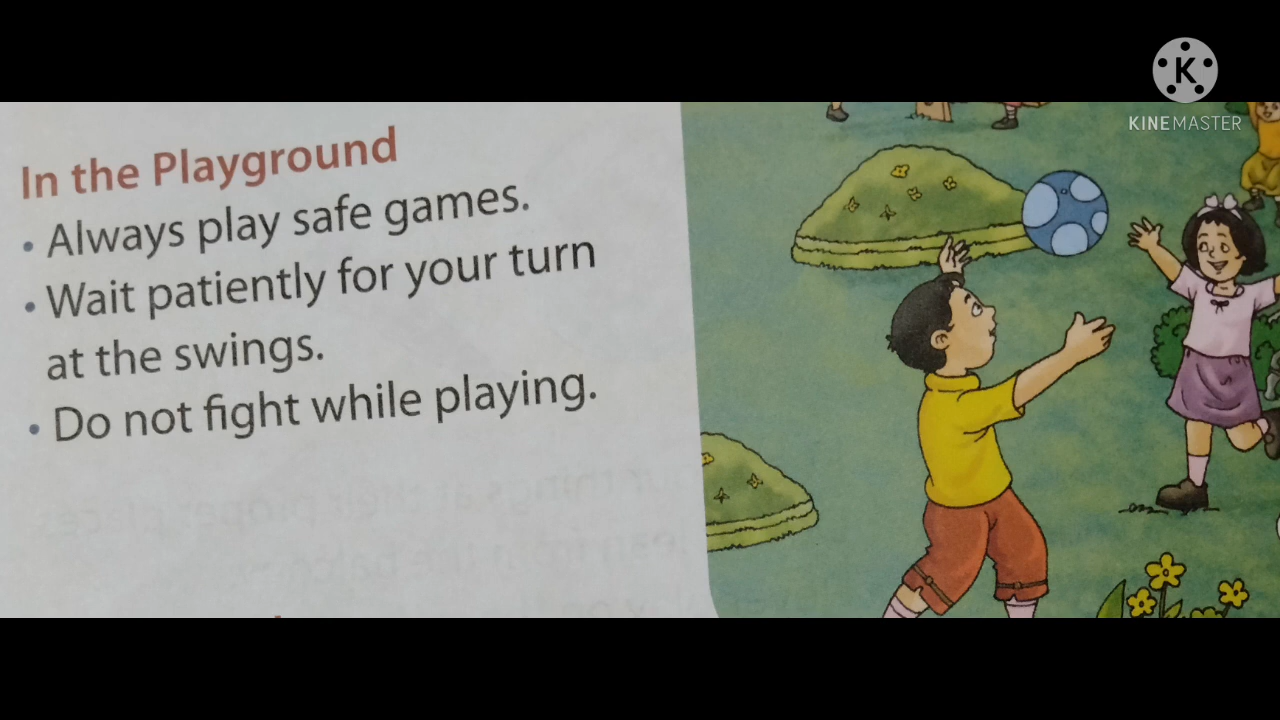 In the Playground
• Always play safe games.
• Wait patiently for your turn
at the swings.
• Do not fight while playing.
K
KINEMASTER